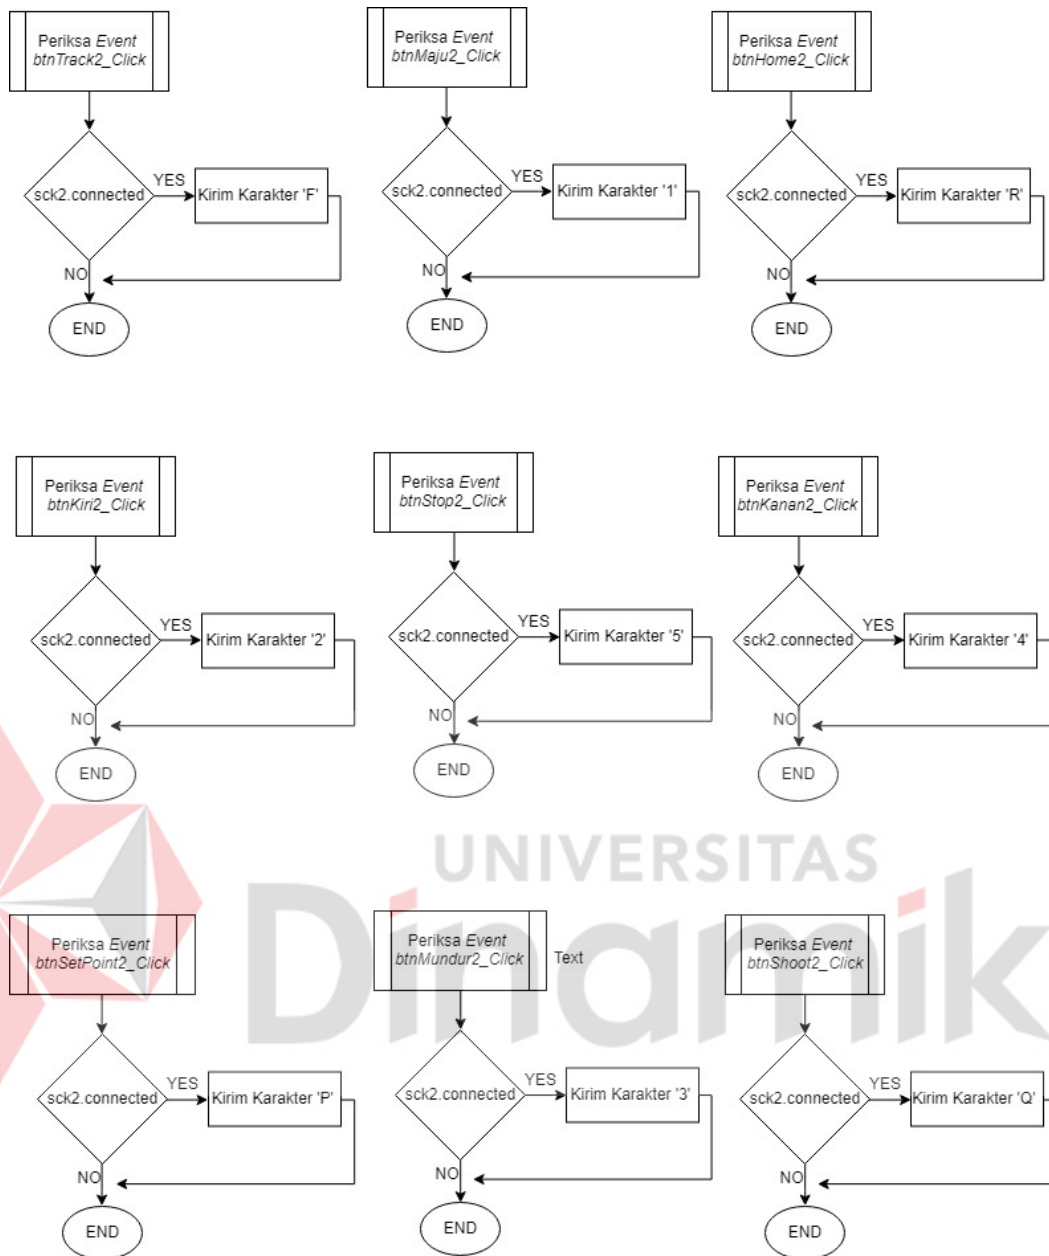 Periksa Event
btnTrack2_Click
sck2.connected
YES
Kirim Karakter 'F'
NO
END
Periksa Event
btnMaju2_Click
sck2.connected
YES
Kirim Karakter '1'
NO
END
Periksa Event
btnHome2_Click
sck2.connected
YES
Kirim Karakter 'R'
NO
END
Periksa Event
btnKiri2_Click
sck2.connected
YES
Kirim Karakter '2'
NO
END
Periksa Event
btnStop2_Click
sck2.connected
YES
Kirim Karakter '5'
NO
END
Periksa Event
btnKanan2_Click
sck2.connected
YES
Kirim Karakter '4'
NO
END
UNIVERSITAS
Dinamika
Periksa Event
btnSetPoint2_Click
sck2.connected
YES
Kirim Karakter 'P'
NO
END
Periksa Event
btnMundur2_Click
Text
sck2.connected
YES
Kirim Karakter '3'
NO
END
Periksa Event
btnShoot2_Click
sck2.connected
YES
Kirim Karakter 'Q'
NO
END